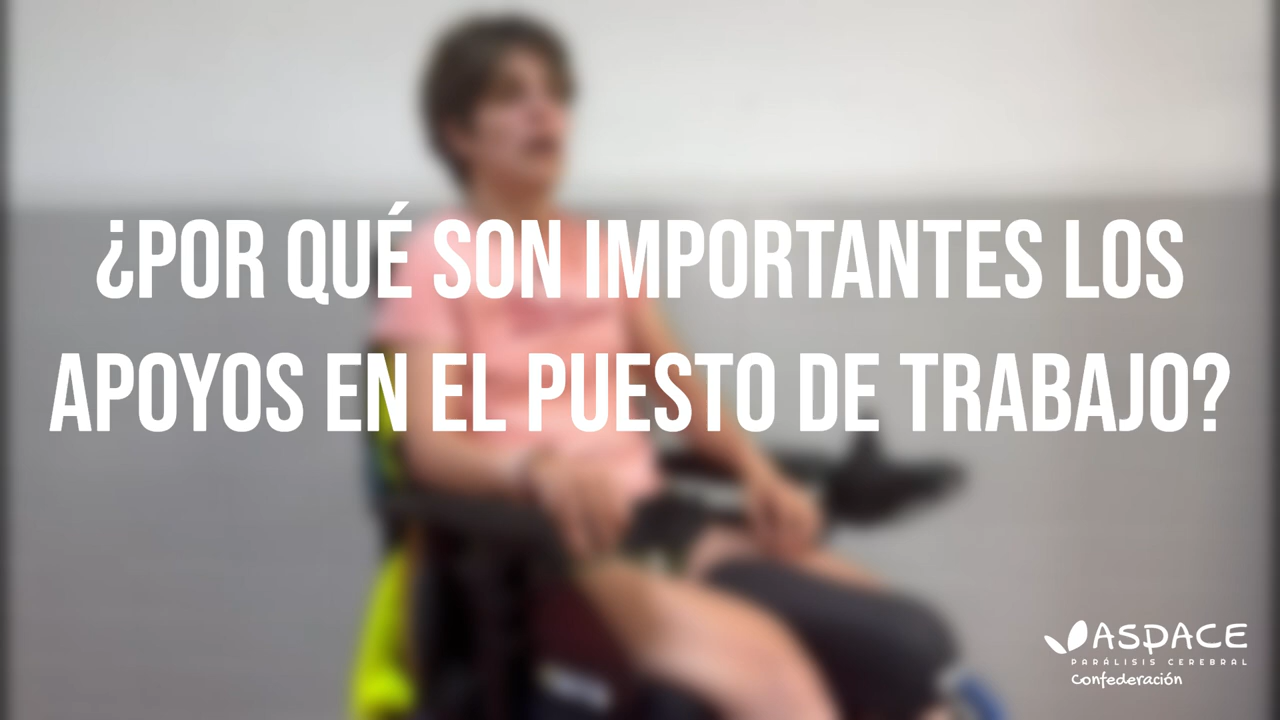 ¿POR QUÉ SON IMPORTANTES LOS
APOYOS EN EL PUESTO DE TRABAJO?
ASPACE
PARÁLISIS CEREBRAL
Confederación